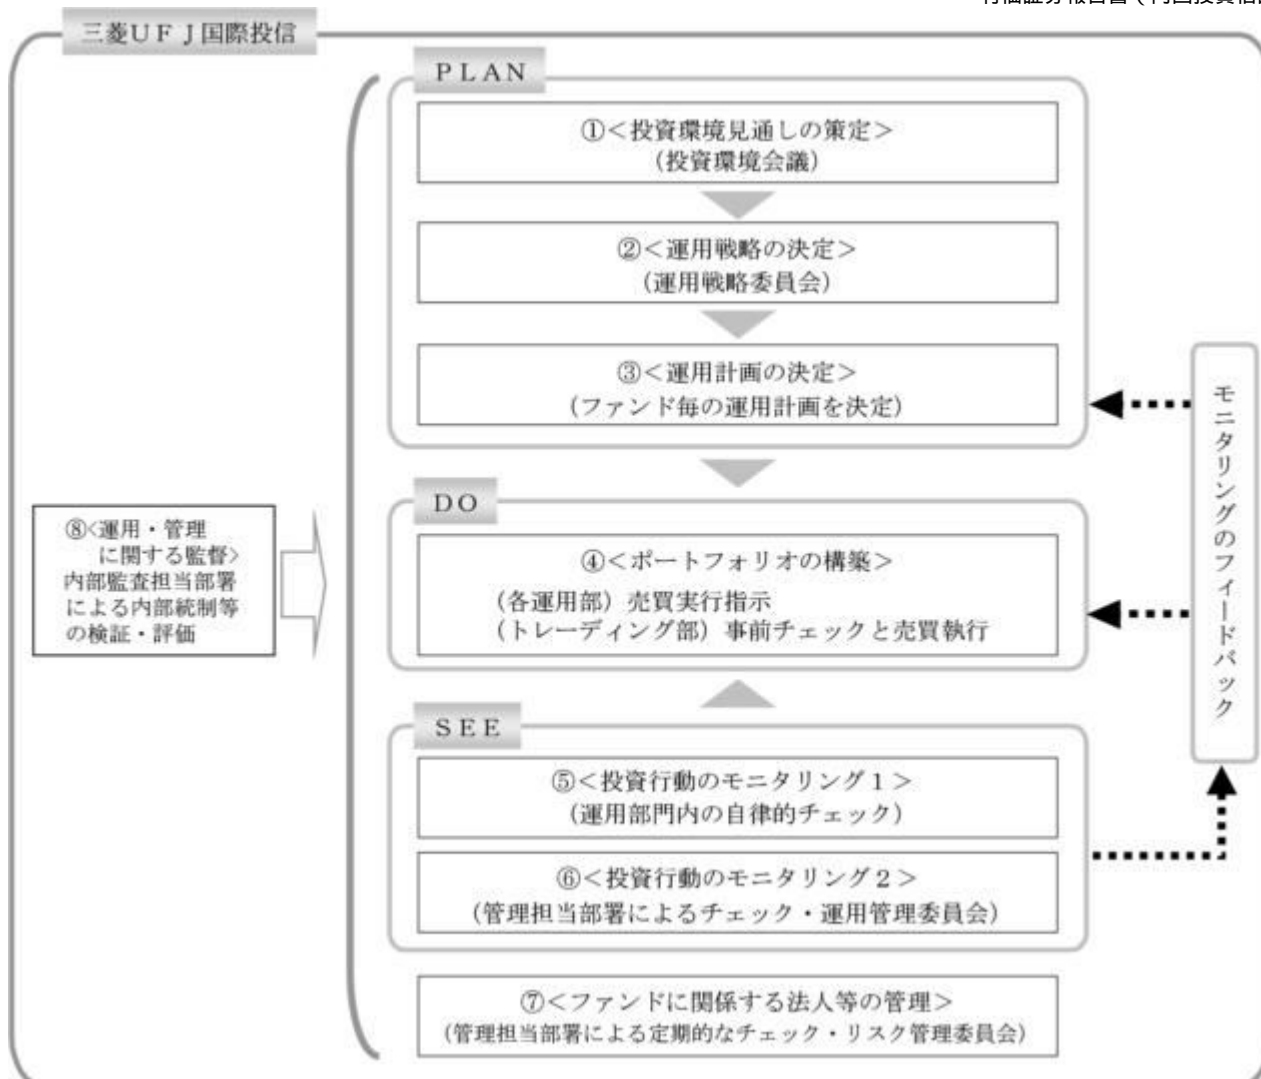 三菱ＵＦＪ国際投信
ＰＬＡＮ
①＜投資環境見通しの策定＞
（投資環境会議）
②＜運用戦略の決定＞
（運用戦略委員会）
③＜運用計画の決定＞
（ファンド毎の運用計画を決定）
ＤＯ
④＜ポートフォリオの構築＞
（各運用部）売買実行指示
（トレーディング部）事前チェックと売買執行
ＳＥＥ
⑤＜投資行動のモニタリング１＞
（運用部門内の自律的チェック）
⑥＜投資行動のモニタリング２＞
（管理担当部署によるチェック・運用管理委員会）
⑦＜ファンドに関係する法人等の管理＞
（管理担当部署による定期的なチェック・リスク管理委員会）
⑧<運用・管理
に関する監督>
内部監査担当部署
による内部統制等
の検証・評価
モニタリングのフィードバック